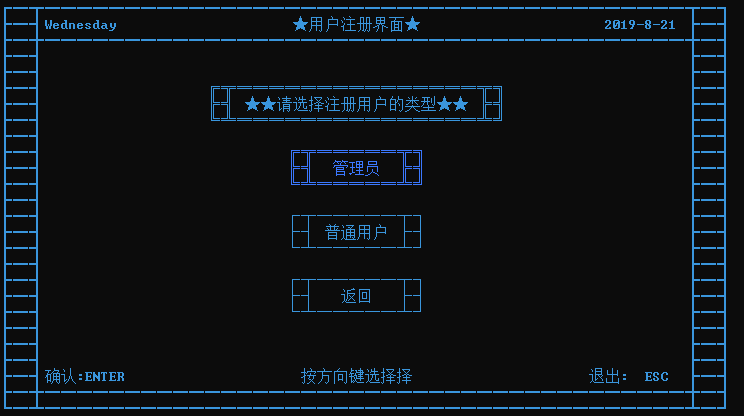 Wednesday ★用户注册界面★ 2019-8-21
★★请选择注册用户的类型★★
管理员
普通用户
返回
确认:ENTER 按方向键选择择 退出: ESC